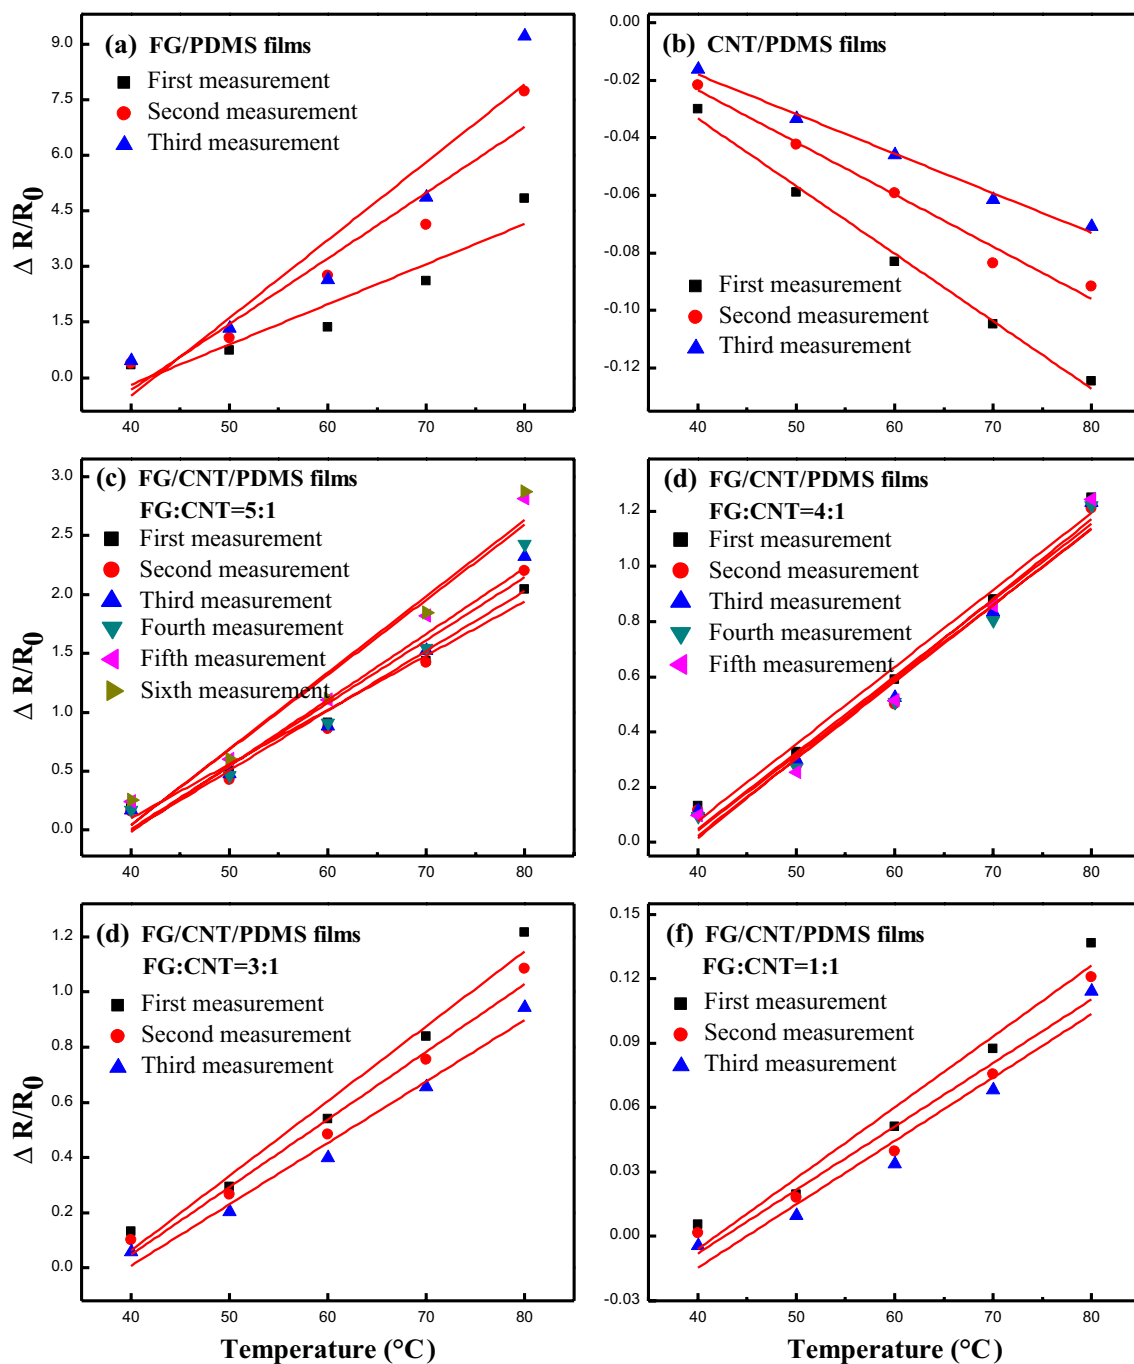 (a) FG/PDMS films
First measurement
Second measurement
Third measurement
9.0
7.5
6.0
4.5
3.0
1.5
0.0
Δ R/R0
40 50 60 70 80
(b) CNT/PDMS films
First measurement
Second measurement
Third measurement
0.00
-0.02
-0.04
-0.06
-0.08
-0.10
-0.12
40 50 60 70 80
(c) FG/CNT/PDMS films
FG:CNT=5:1
First measurement
Second measurement
Third measurement
Fourth measurement
Fifth measurement
Sixth measurement
3.0
2.5
2.0
1.5
1.0
0.5
0.0
Δ R/R0
40 50 60 70 80
(d) FG/CNT/PDMS films
FG:CNT=4:1
First measurement
Second measurement
Third measurement
Fourth measurement
Fifth measurement
1.2
1.0
0.8
0.6
0.4
0.2
0.0
40 50 60 70 80
(d) FG/CNT/PDMS films
FG:CNT=3:1
First measurement
Second measurement
Third measurement
1.2
1.0
0.8
0.6
0.4
0.2
0.0
Δ R/R0
40 50 60 70 80
Temperature (°C)
(f) FG/CNT/PDMS films
FG:CNT=1:1
First measurement
Second measurement
Third measurement
0.15
0.12
0.09
0.06
0.03
0.00
-0.03
40 50 60 70 80
Temperature (°C)